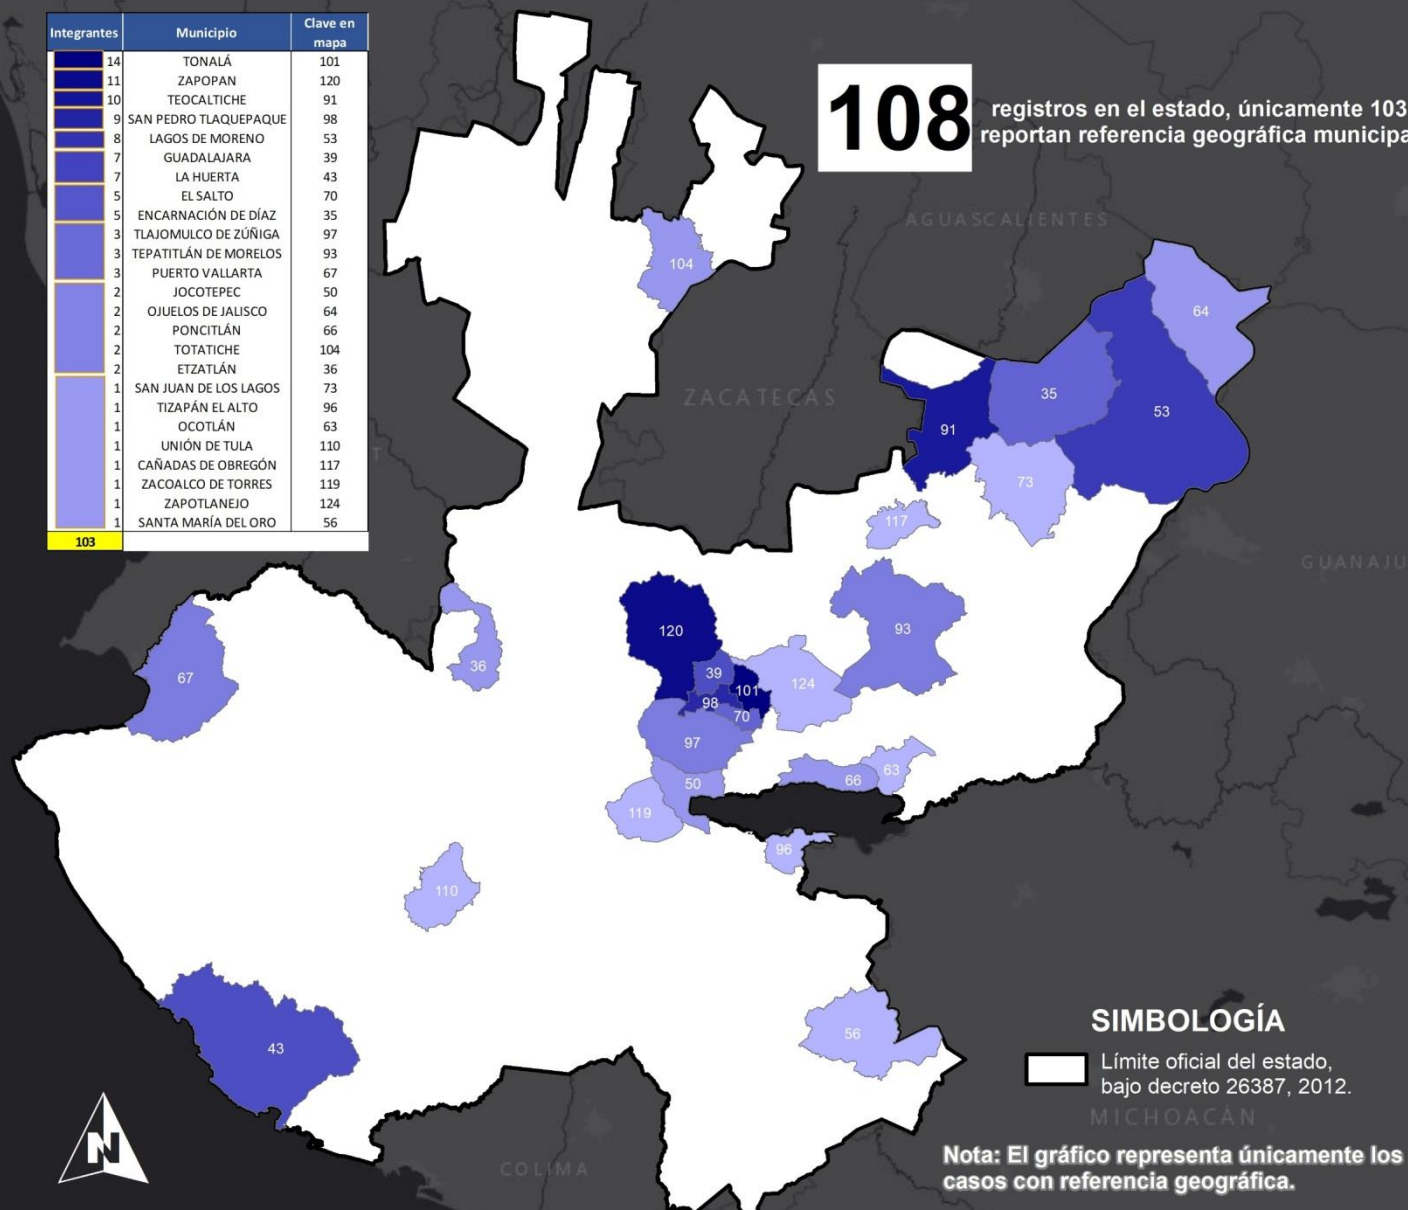 Integrantes Municipio Clave en
mapa
14 TONALÁ 101
11 ZAPOPAN 120
10 TEOCALTICHE 91
9 SAN PEDRO TLAQUEPAQUE 98
8 LAGOS DE MORENO 53
7 GUADALAJARA 39
7 LA HUERTA 43
5 EL SALTO 70
5 ENCARNACIÓN DE DÍAZ 35
3 TLAJOMULCO DE ZÚÑIGA 97
3 TEPATITLÁN DE MORELOS 93
3 PUERTO VALLARTA 67
2 JOCOTEPEC 50
2 OJUELOS DE JALISCO 64
2 PONCITLÁN 66
2 TOTATICHE 104
2 ETZATLÁN 36
1 SAN JUAN DE LOS LAGOS 73
1 TIZAPÁN EL ALTO 96
1 OCOTLÁN 63
1 UNIÓN DE TULA 110
1 CAÑADAS DE OBREGÓN 117
1 ZACOALCO DE TORRES 119
1 ZAPOTLANEJO 124
1 SANTA MARÍA DEL ORO 56
103
108 registros en el estado, únicamente 103
reportan referencia geográfica municipa
AGUASCALIENTES
104
64
ZACATECAS
35
53
91
73
117
GUANAJU
120
93
36
67
39
124
101
98
70
97
63
50
66
119
96
110
56
43
SIMBOLOGÍA
Límite oficial del estado,
bajo decreto 26387, 2012.
MICHOACÁN
N
COLIMA
Nota: El gráfico representa únicamente los
casos con referencia geográfica.